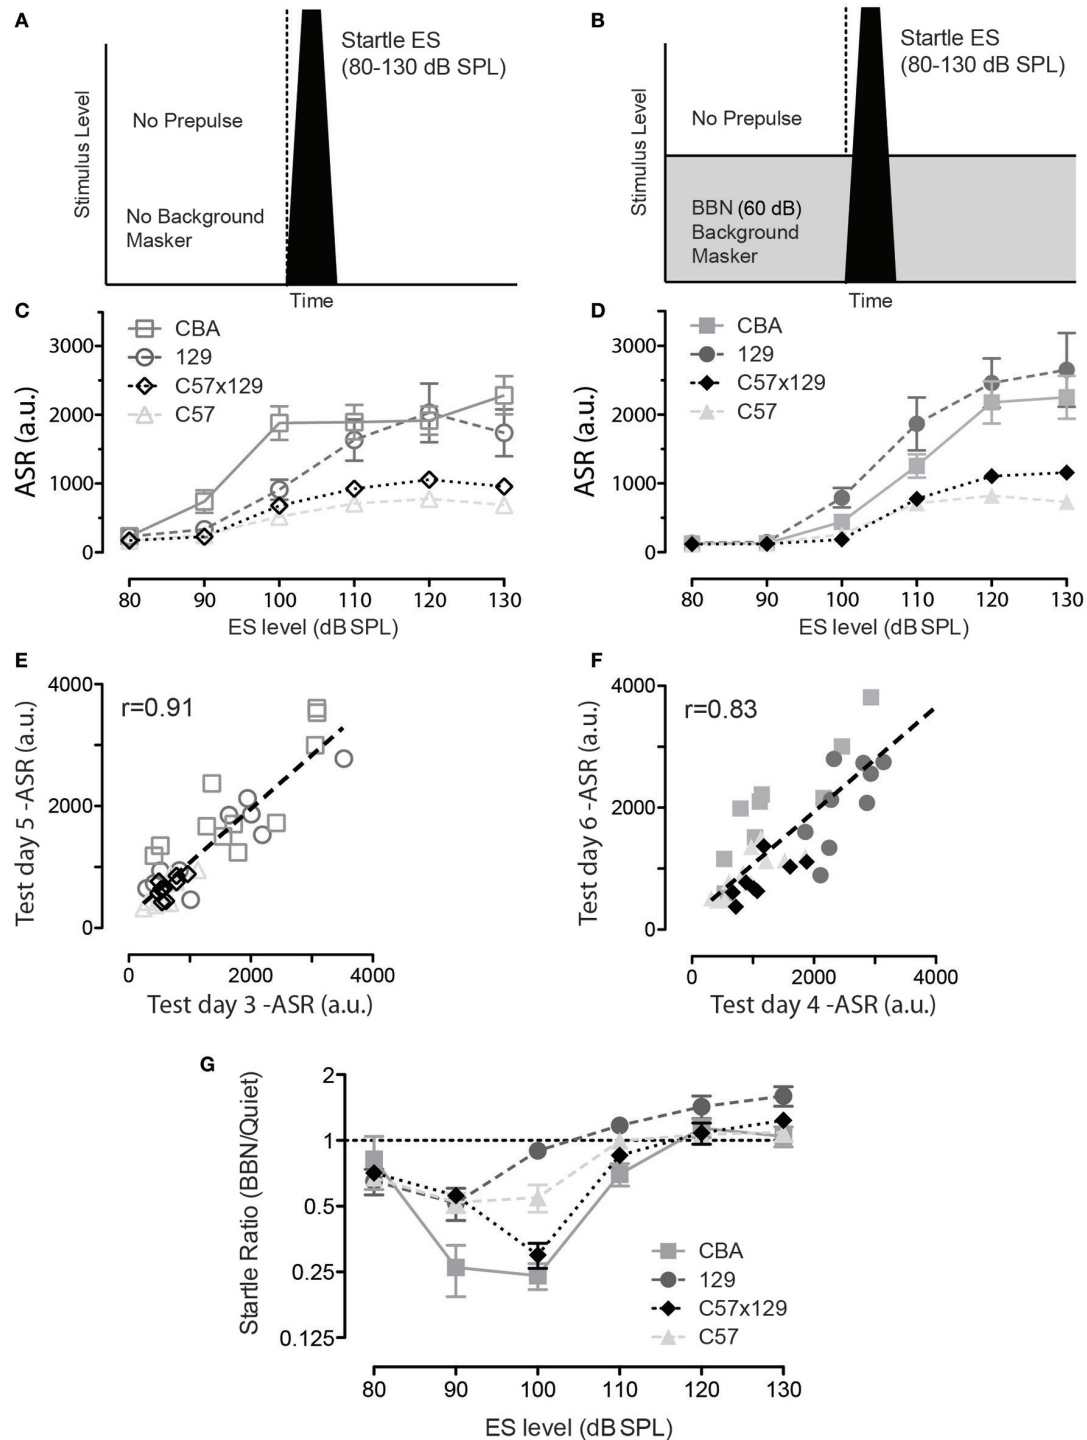 A
Stimulus Level
No Prepulse
No Background
Masker
Startle ES
(80-130 dB SPL)
Time
B
Stimulus Level
No Prepulse
BBN (60 dB)
Background
Masker
Startle ES
(80-130 dB SPL)
Time
C
ASR (a.u.)
3000
2000
1000
0
CBA
129
C57x129
C57
80 90 100 110 120 130
ES level (dB SPL)
D
ASR (a.u.)
3000
2000
1000
0
CBA
129
C57x129
C57
80 90 100 110 120 130
ES level (dB SPL)
E
Test day 5 -ASR (a.u.)
4000
2000
0
r=0.91
0 2000 4000
Test day 3 -ASR (a.u.)
F
Test day 6 -ASR (a.u.)
4000
2000
0
r=0.83
0 2000 4000
Test day 4 -ASR (a.u.)
G
Startle Ratio (BBN/Quiet)
2
1
0.5
0.25
0.125
CBA
129
C57x129
C57
80 90 100 110 120 130
ES level (dB SPL)